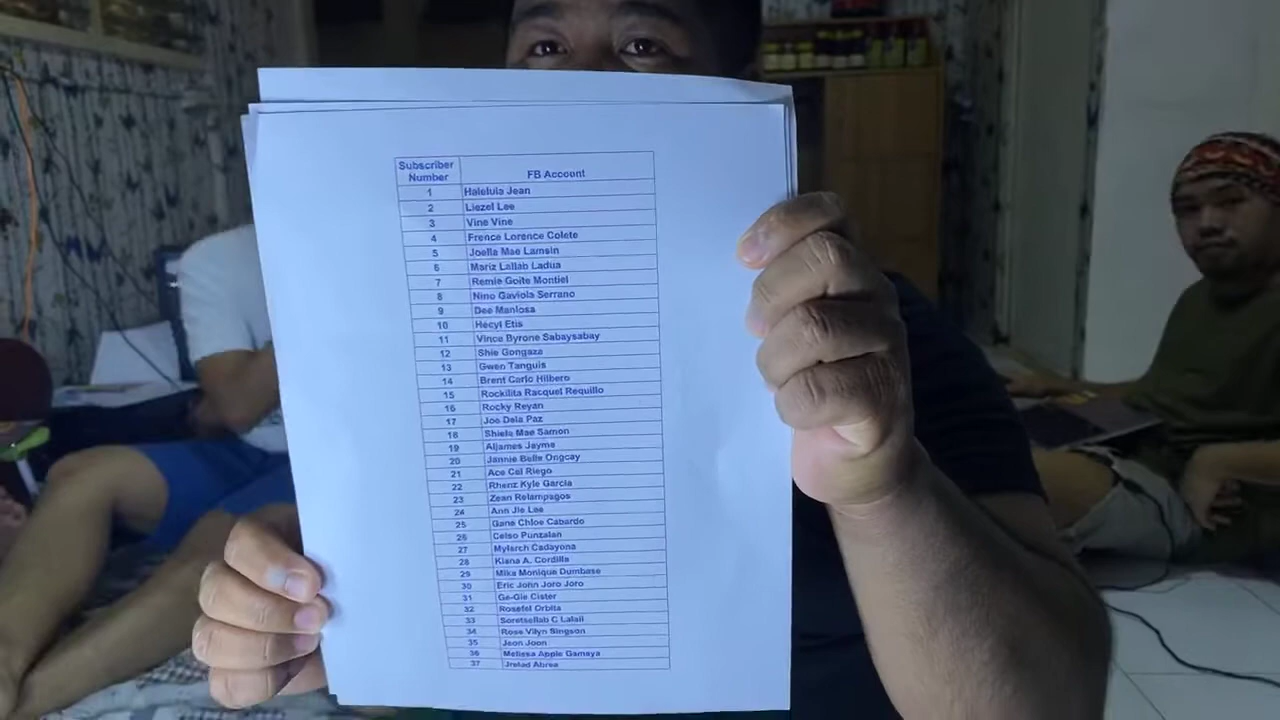 Subscriber Number FB Account
1 Haleluia Jean
2 Liezel Lee
3 Vine Vine
4 Frence Lorence Colete
5 Joella Mae Lamsin
6 Mariz Lallab Ladua
7 Remie Goite Montiel
8 Nino Gaviola Serrano
9 Dee Manlosa
10 Hecyl Etis
11 Vince Byrone Sabaysabay
12 Shie Gongaza
13 Gwen Tanguis
14 Brent Carlo Hilbero
15 Rockilita Racquel Requillo
16 Rocky Reyan
17 Joe Dela Paz
18 Shiela Mae Samon
19 Aljames Jayme
20 Jannie Belle Ongcay
21 Ace Cal Riego
22 Rhenz Kyle Garcia
23 Zean Relampagos
24 Ann Jie Lee
25 Gane Chloe Cabardo
26 Celso Punzalan
27 Mylarch Cadayona
28 Kiana A. Cordilla
29 Mika Monique Dumbase
30 Eric John Joro Joro
31 Ge-Gie Cister
32 Rosefel Orbita
33 Soretsellab C
34 Rose Vilyn Singson
35 Jeon Joon
36 Melissa Apple Gamaya
37 Abrea